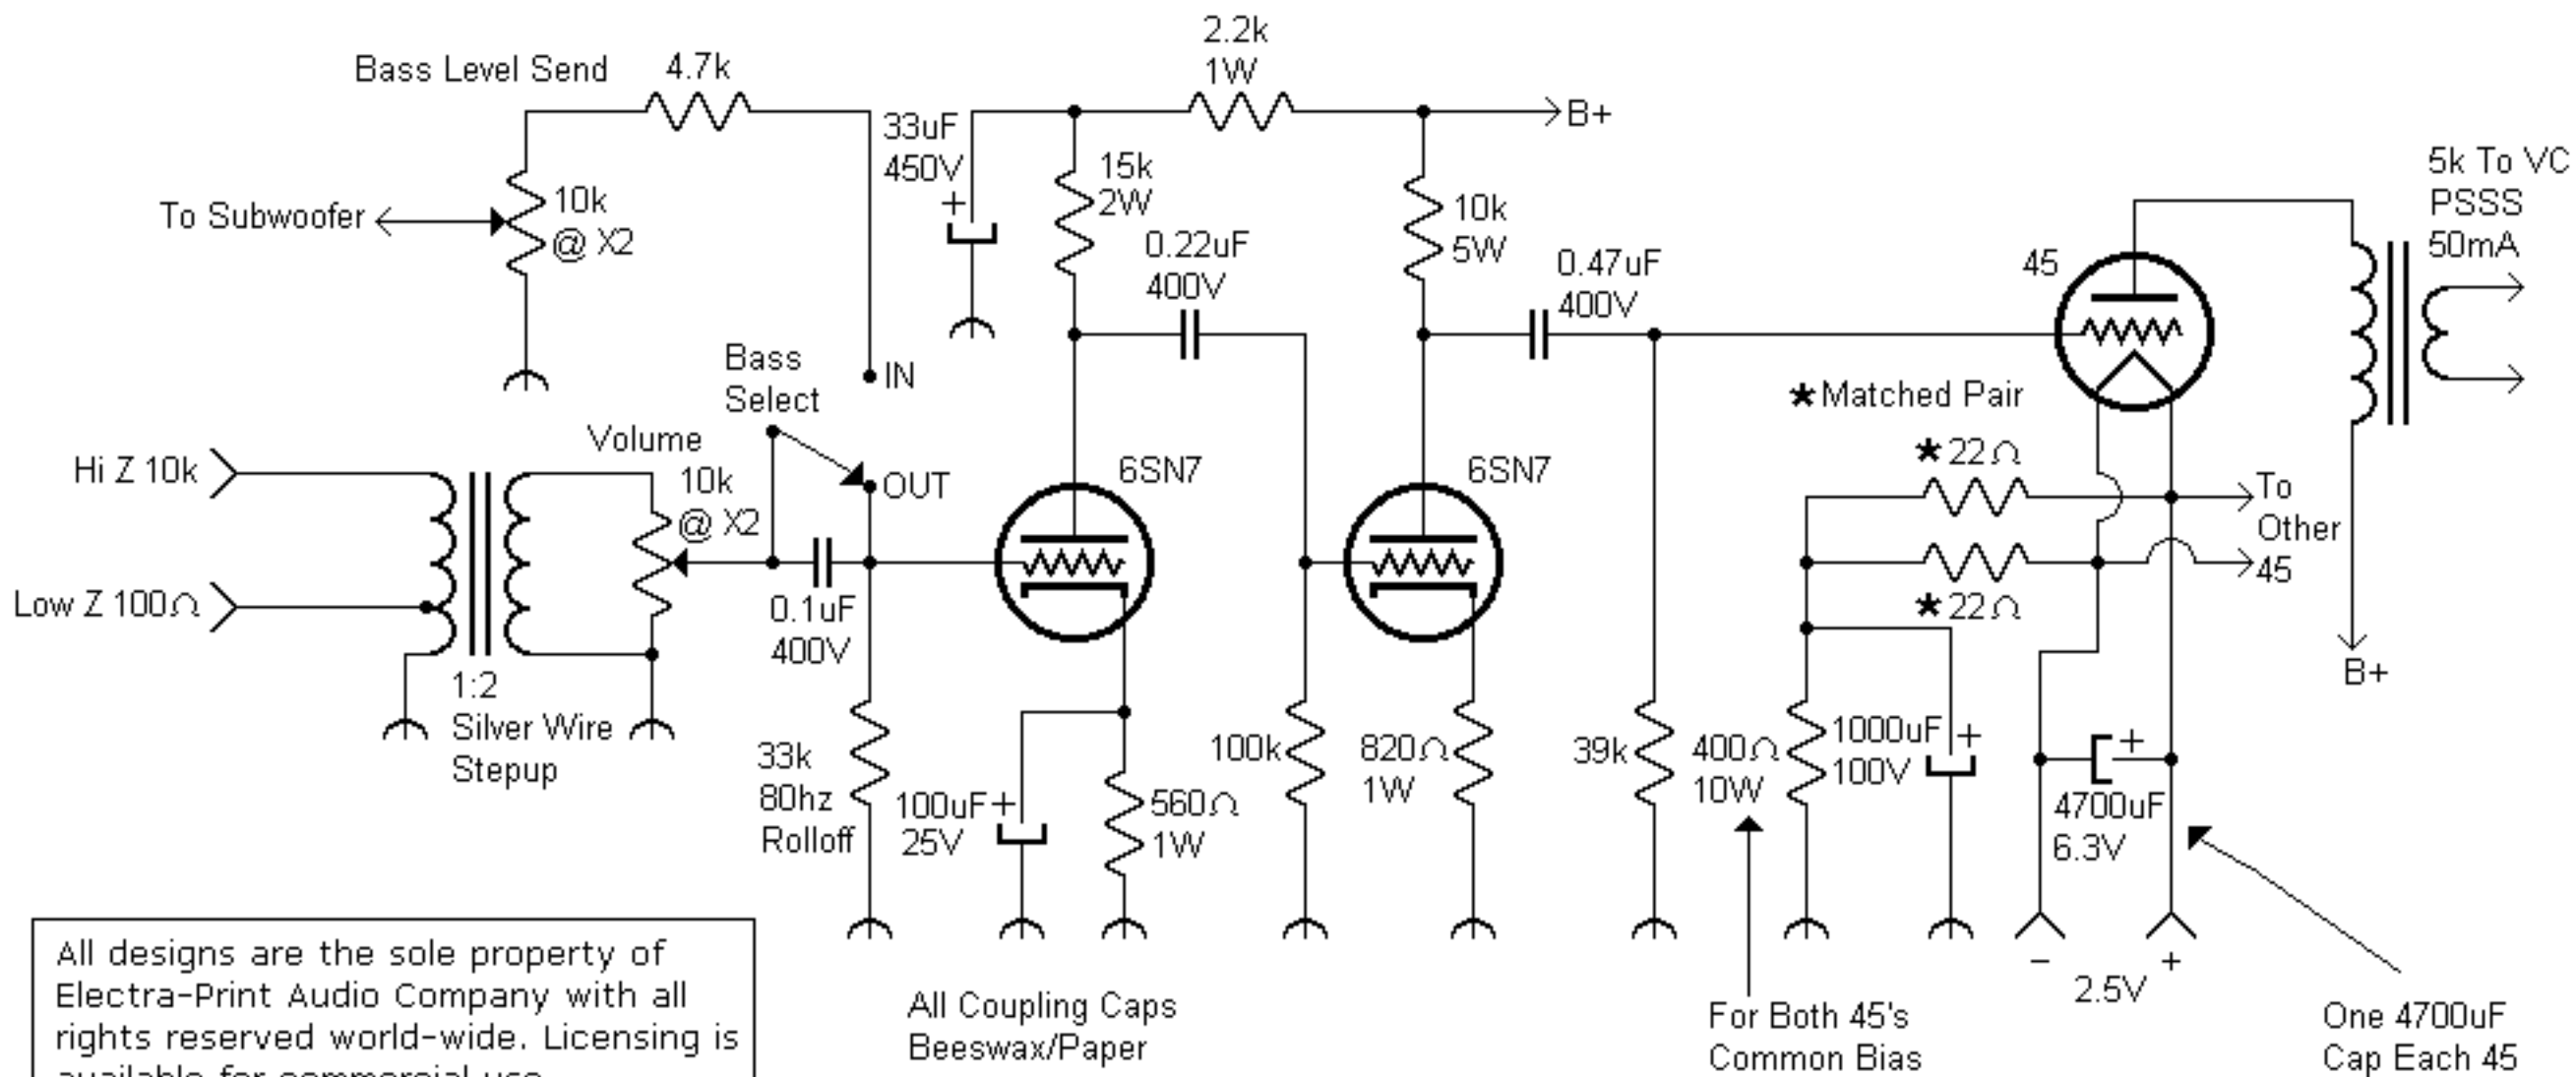 Bass Level Send
4.7k
2.2k
1W
B+
33uF
450V
+
15k
2W
10k
@ X2
To Subwoofer
10k
5W
0.22uF
400V
0.47uF
400V
45
5k To VC
PSSS
50mA
IN
Bass
Select
OUT
★Matched Pair
★22Ω
Hi Z 10k
Volume
10k
@ X2
6SN7
6SN7
To
Other
45
Low Z 100Ω
0.1uF
400V
★22Ω
B+
1:2
Silver Wire
Stepup
33k
80hz
Rolloff
100uF
25V
+
560Ω
1W
100k
820Ω
1W
39k
400Ω
10W
1000uF
100V
+
+
4700uF
6.3V
−
+
2.5V
All designs are the sole property of
Electra-Print Audio Company with all
rights reserved world-wide. Licensing is
available for commercial use
All Coupling Caps
Beeswax/Paper
For Both 45's
Common Bias
One 4700uF
Cap Each 45